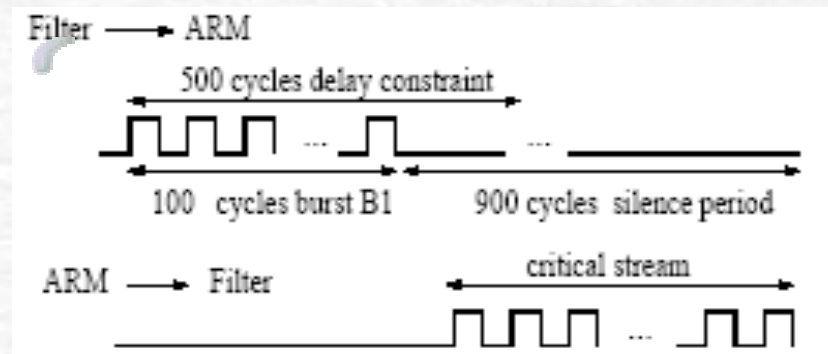 Filter ARM
500 cycles delay constraint
... ...
100 cycles burst B1 900 cycles silence period
ARM Filter critical stream
...